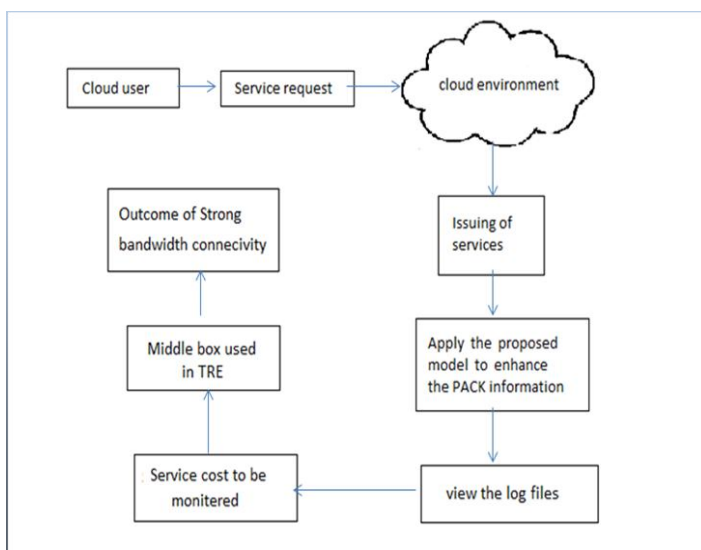 Cloud user
Service request
cloud environment
Issuing of
services
Apply the proposed
model to enhance
the PACK information
view the log files
Service cost to be
monitered
Middle box used
in TRE
Outcome of Strong
bandwidth connecivity